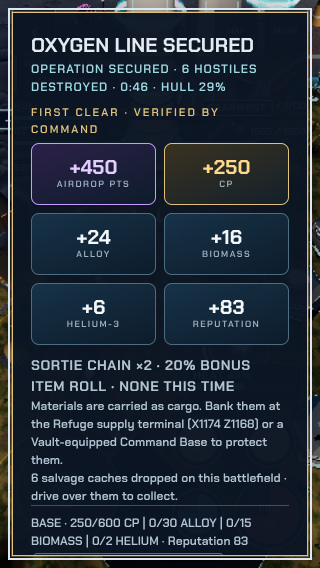 OXYGEN LINE SECURED
OPERATION SECURED · 6 HOSTILES
DESTROYED · 0:46 · HULL 29%
FIRST CLEAR · VERIFIED BY
COMMAND
+450
AIRDROP PTS
+250
CP
+24
ALLOY
+16
BIOMASS
+6
HELIUM-3
+83
REPUTATION
SORTIE CHAIN ×2 · 20% BONUS
ITEM ROLL · NONE THIS TIME
Materials are carried as cargo. Bank them at
the Refuge supply terminal (X1174 Z1168) or a
Vault-equipped Command Base to protect
them.
6 salvage caches dropped on this battlefield ·
drive over them to collect.
BASE · 250/600 CP | 0/30 ALLOY | 0/15
BIOMASS | 0/2 HELIUM · Reputation 83